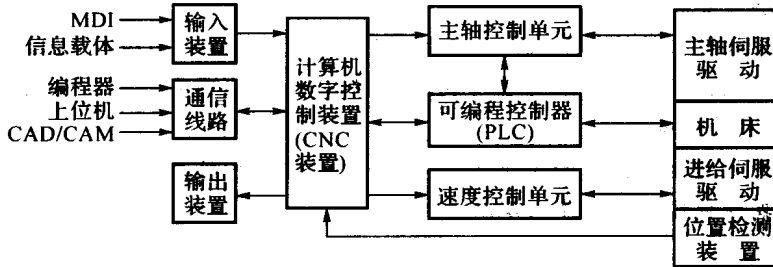 MDI
信息载体
输入
装置
编程器
上位机
CAD/CAM
通信
线路
输出
装置
计算机
数字控
制装置
(CNC
装置)
主轴控制单元
可编程控制器
(PLC)
速度控制单元
主轴伺服
驱 动
机 床
进给伺服
驱 动
位置检测
装 置